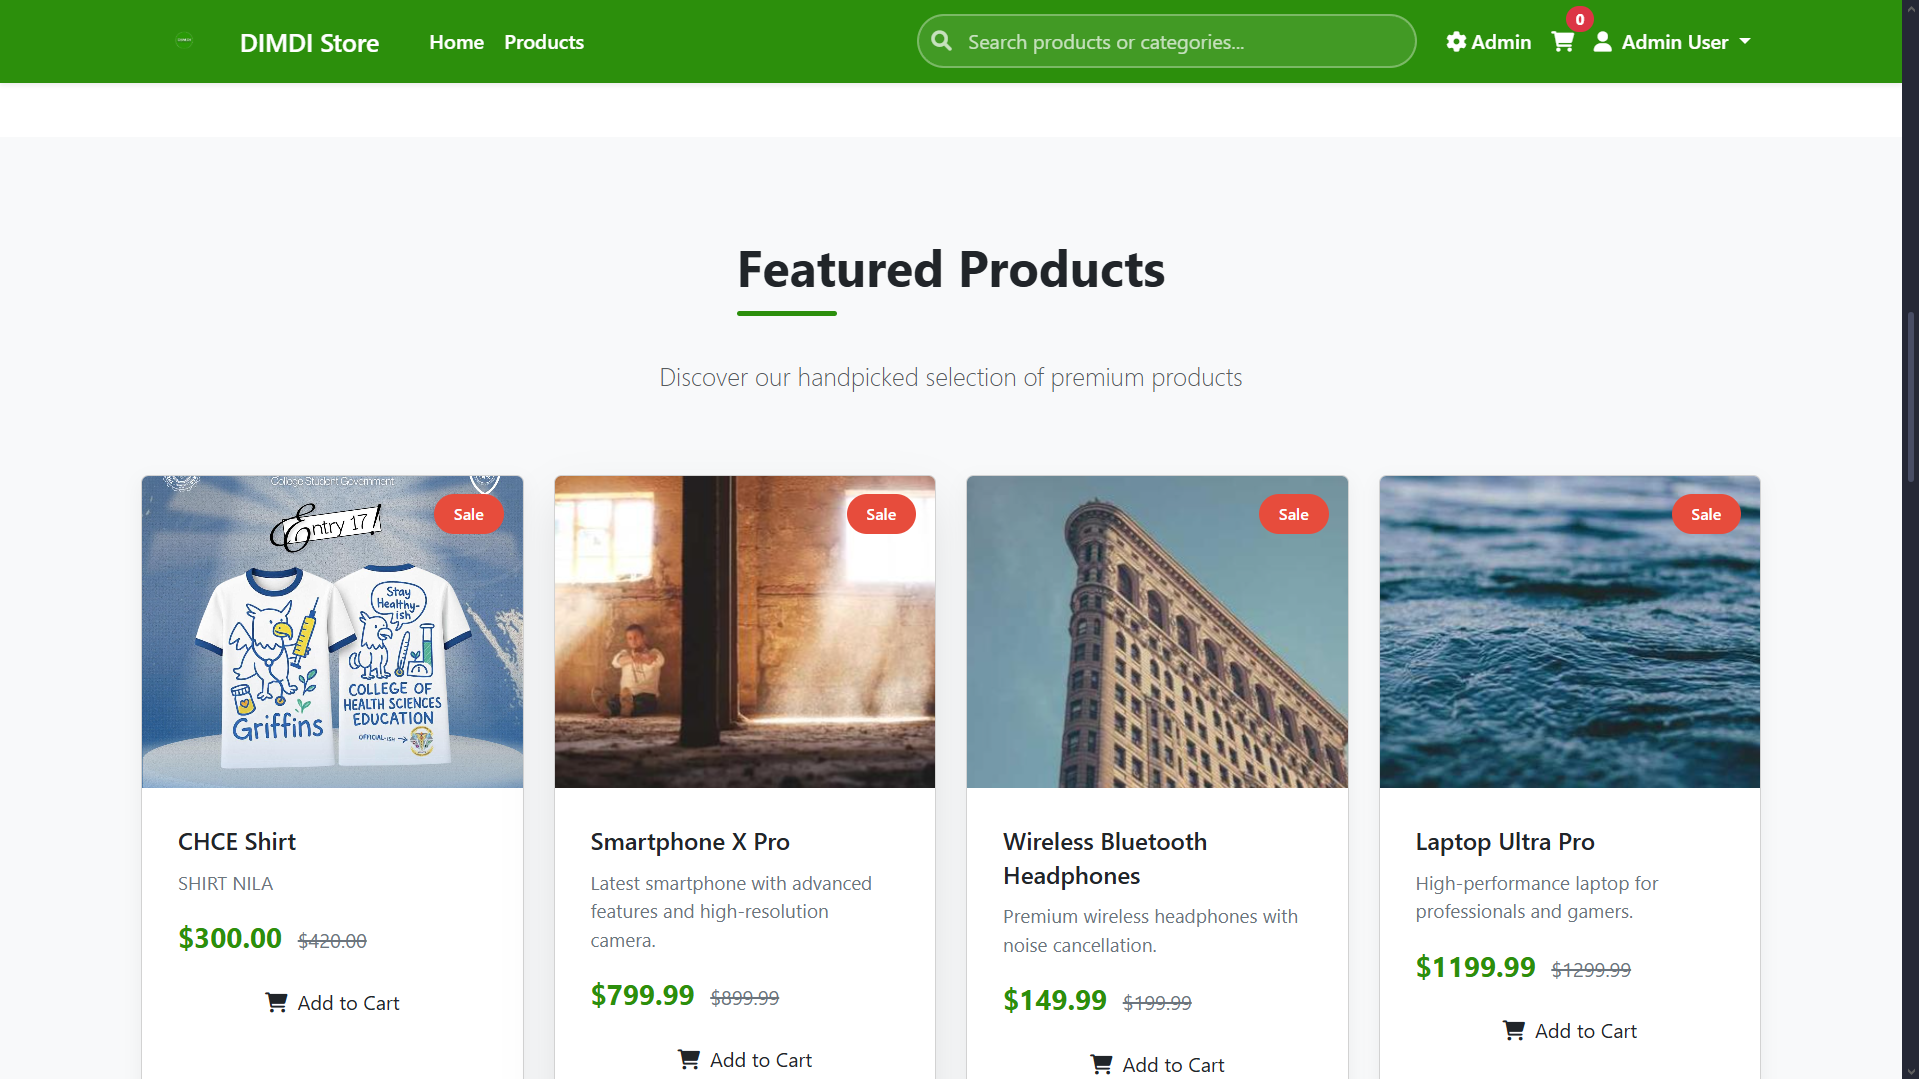 DIMDI Store
Home
Products
Search products or categories...
Admin
0
Admin User
Featured Products
Discover our handpicked selection of premium products
College Student Government
Entry 17!
Sale
Stay
Healthy-
ish
Griffins
COLLEGE OF
HEALTH SCIENCES
EDUCATION
OFFICIAL-ISH
CHCE Shirt
SHIRT NILA
$300.00 $420.00
Add to Cart
Sale
Smartphone X Pro
Latest smartphone with advanced
features and high-resolution
camera.
$799.99 $899.99
Add to Cart
Sale
Wireless Bluetooth
Headphones
Premium wireless headphones with
noise cancellation.
$149.99 $199.99
Add to Cart
Sale
Laptop Ultra Pro
High-performance laptop for
professionals and gamers.
$1199.99 $1299.99
Add to Cart